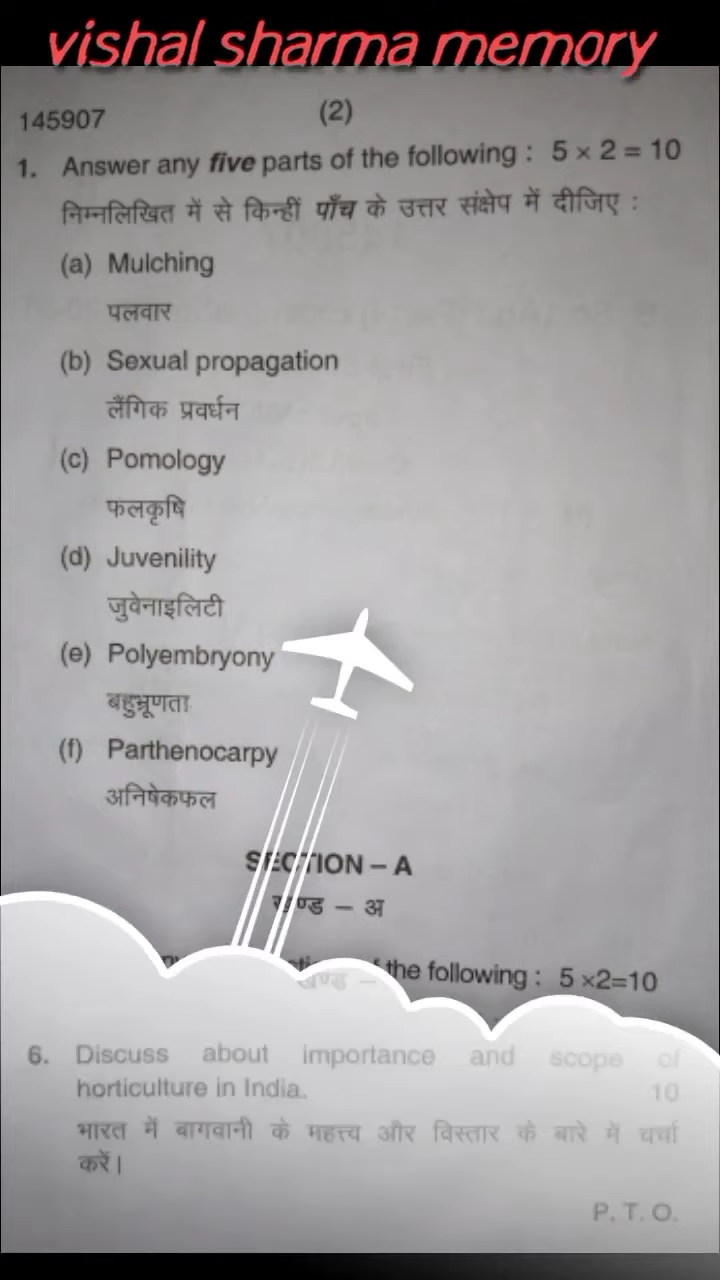 vishal sharma memory
145907
(2)
1. Answer any five parts of the following : 5 × 2 = 10
निम्नलिखित में से किन्हीं पाँच के उत्तर संक्षेप में दीजिए :
(a) Mulching
पलवार
(b) Sexual propagation
लैंगिक प्रवर्धन
(c) Pomology
फलकृषि
(d) Juvenility
जुवेनाइलिटी
(e) Polyembryony
बहुभ्रूणता
(f) Parthenocarpy
अनिषेकफल
SECTION – A
खण्ड – अ
the following : 5 ×2=10
खण्ड –
6. Discuss about importance and scope of
horticulture in India. 10
भारत में बागवानी के महत्त्व और विस्तार के बारे में चर्चा
करें।
P. T. O.